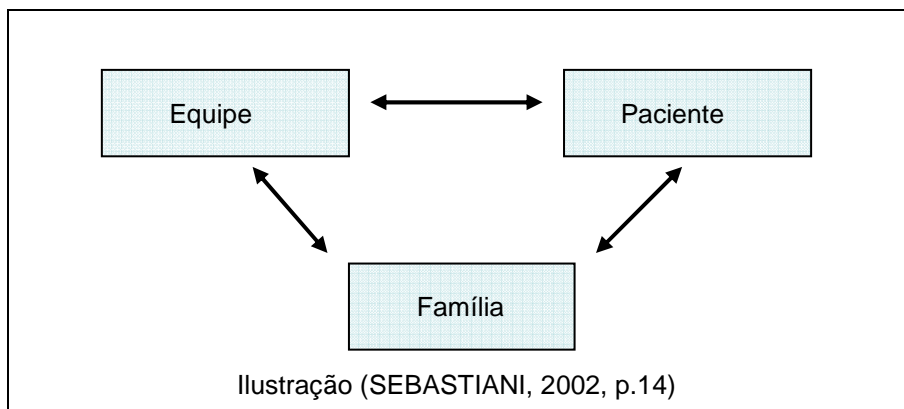 Equipe
Paciente
Família
Ilustração (SEBASTIANI, 2002, p.14)